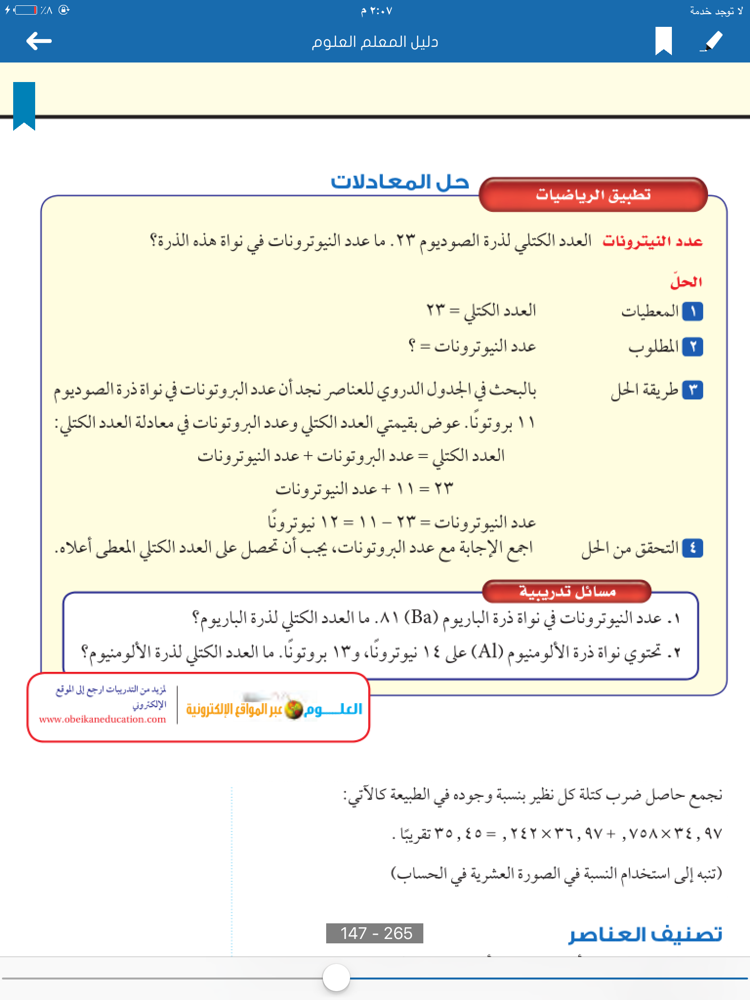 لا توجد خدمة
٢:٠٧ م
٪٨
دليل المعلم العلوم
تطبيق الرياضيات
حل المعادلات
عدد النيترونات العدد الكتلي لذرة الصوديوم ٢٣. ما عدد النيوترونات في نواة هذه الذرة؟
الحلّ
١ المعطيات العدد الكتلي = ٢٣
٢ المطلوب عدد النيوترونات = ؟
٣ طريقة الحل بالبحث في الجدول الدروي للعناصر نجد أن عدد البروتونات في نواة ذرة الصوديوم
١١ بروتونًا. عوض بقيمتي العدد الكتلي وعدد البروتونات في معادلة العدد الكتلي:
العدد الكتلي = عدد البروتونات + عدد النيوترونات
٢٣ = ١١ + عدد النيوترونات
عدد النيوترونات = ٢٣ – ١١ = ١٢ نيوترونًا
٤ التحقق من الحل اجمع الإجابة مع عدد البروتونات، يجب أن تحصل على العدد الكتلي المعطى أعلاه.
مسائل تدريبية
١. عدد النيوترونات في نواة ذرة الباريوم (Ba) ٨١. ما العدد الكتلي لذرة الباريوم؟
٢. تحتوي نواة ذرة الألومنيوم (Al) على ١٤ نيوترونًا، و١٣ بروتونًا. ما العدد الكتلي لذرة الألومنيوم؟
العلـــوم عبر المواقع الإلكترونية
لمزيد من التدريبات ارجع إلى الموقع
الإلكتروني
www.obeikaneducation.com
نجمع حاصل ضرب كتلة كل نظير بنسبة وجوده في الطبيعة كالآتي:
٣٤,٩٧×٧٥٨, + ٣٦,٩٧×٢٤٢, = ٣٥,٤٥ تقريبًا .
(تنبه إلى استخدام النسبة في الصورة العشرية في الحساب)
تصنيف العناصر
147 - 265